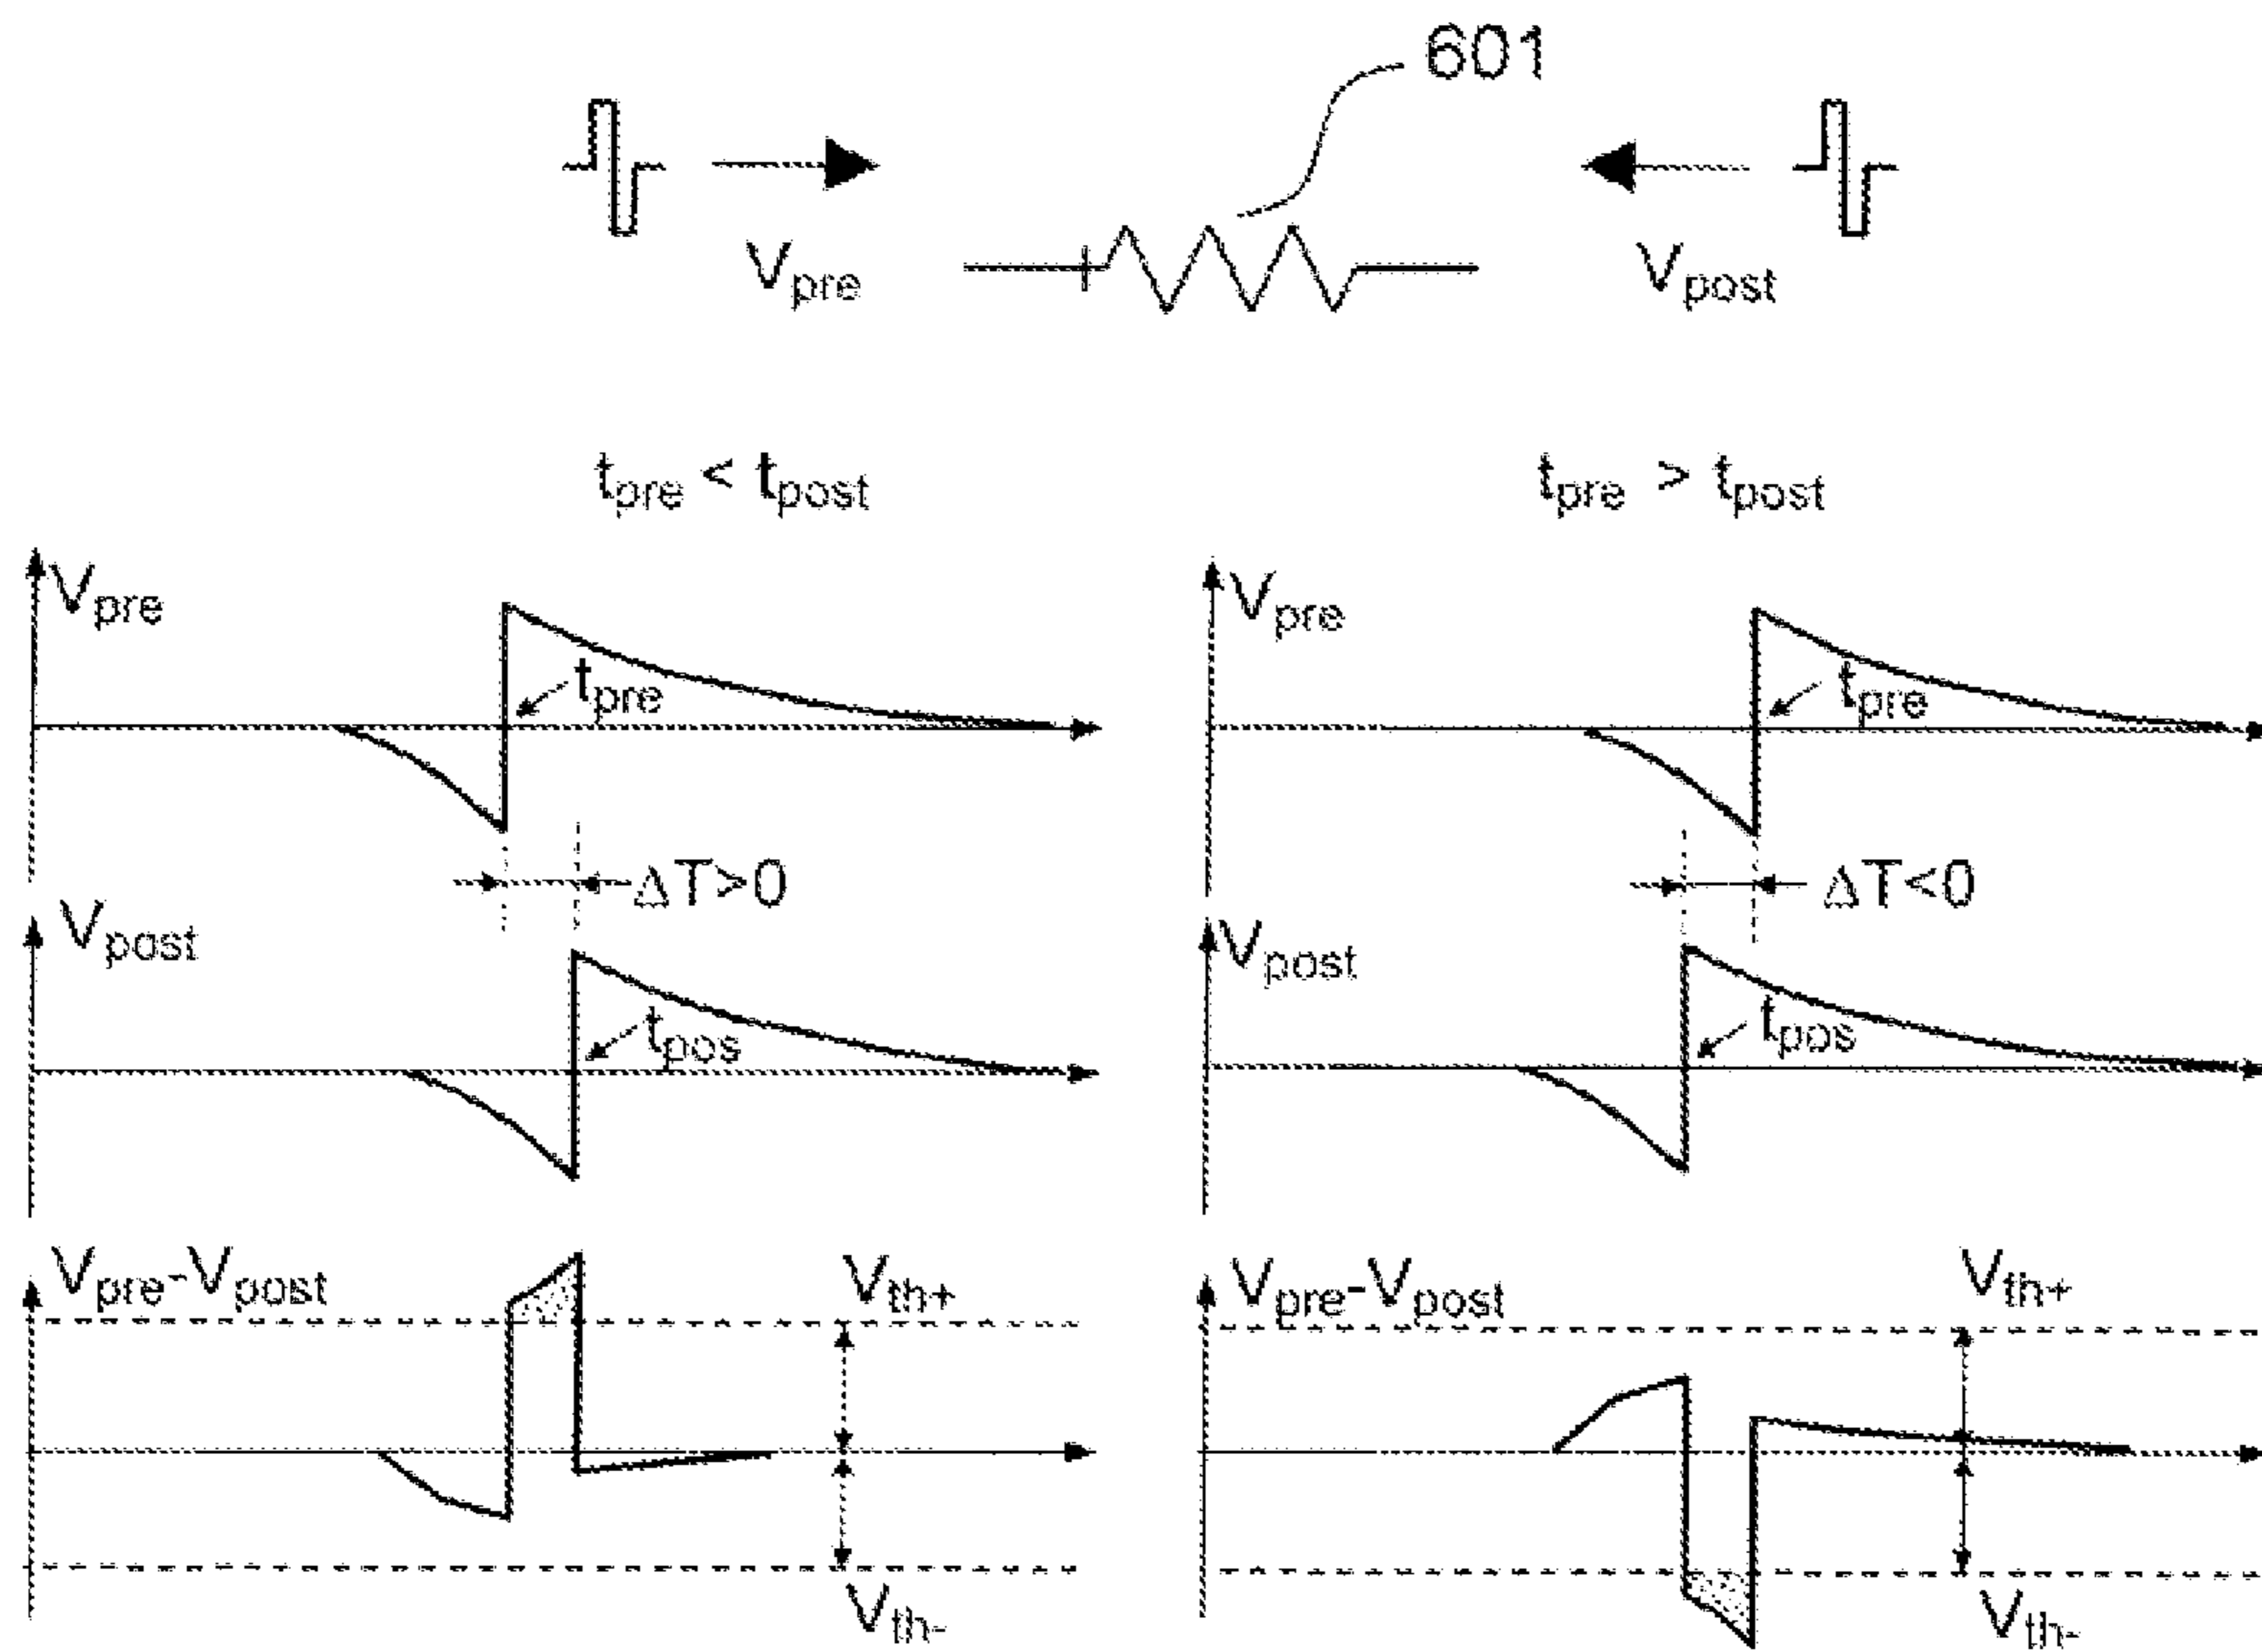 601
Vpre
Vpost
tpre < tpost
tpre > tpost
Vpre
tpre
ΔT>0
Vpost
tpos
Vpre-Vpost
Vth+
Vth-
Vpre
tpre
ΔT<0
Vpost
tpos
Vpre-Vpost
Vth+
Vth-